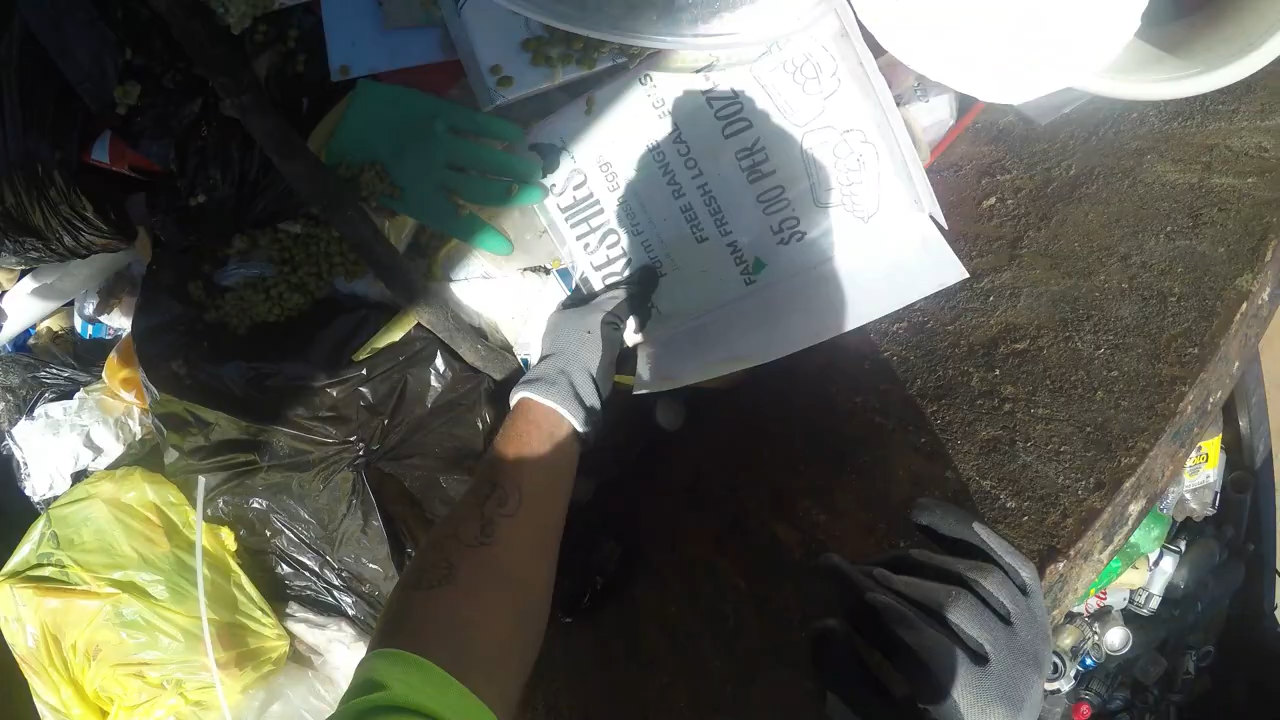 RESHIES
Farm Fresh Eggs
FREE RANGE EGGS
FARM FRESH LOCAL
$5.00 PER DOZ